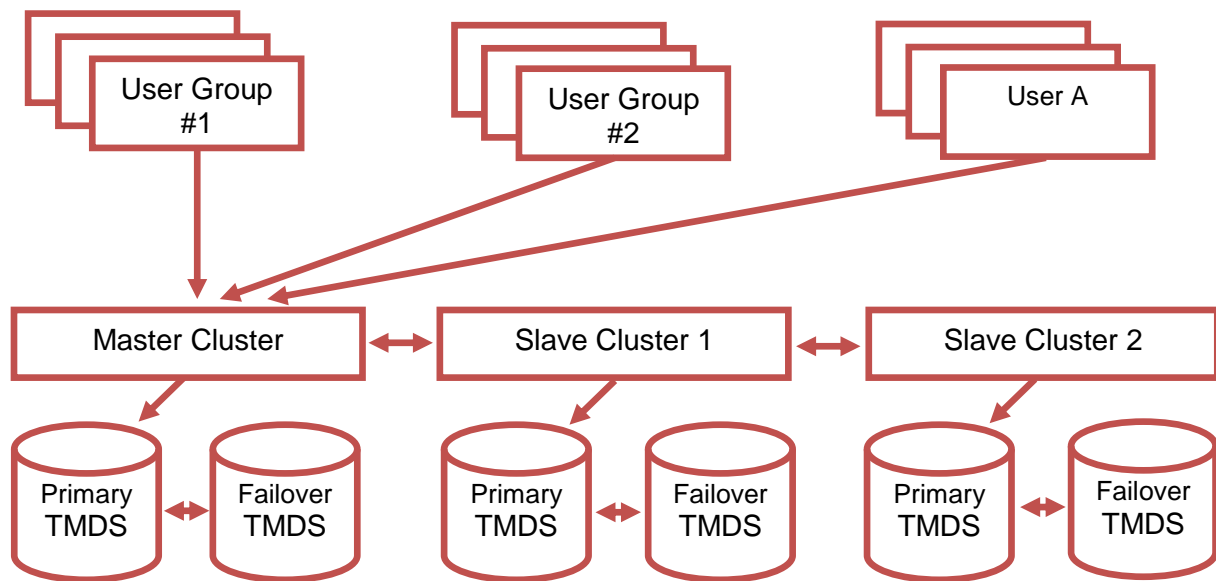 User Group
#1
User Group
#2
User A
Master Cluster
Slave Cluster 1
Slave Cluster 2
Primary
TMDS
Failover
TMDS
Primary
TMDS
Failover
TMDS
Primary
TMDS
Failover
TMDS